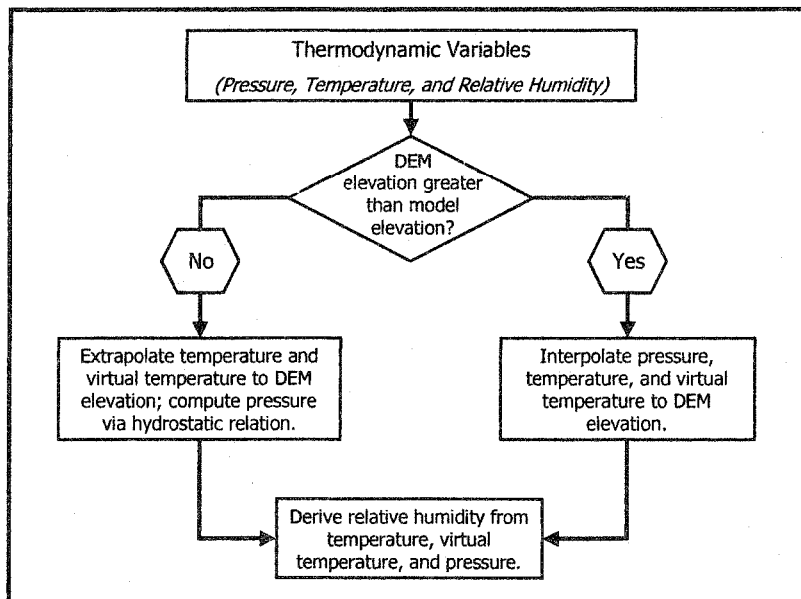 Thermodynamic Variables
(Pressure, Temperature, and Relative Humidity)
DEM
elevation greater
than model
elevation?
No
Yes
Extrapolate temperature and
virtual temperature to DEM
elevation; compute pressure
via hydrostatic relation.
Interpolate pressure,
temperature, and virtual
temperature to DEM
elevation.
Derive relative humidity from
temperature, virtual
temperature, and pressure.